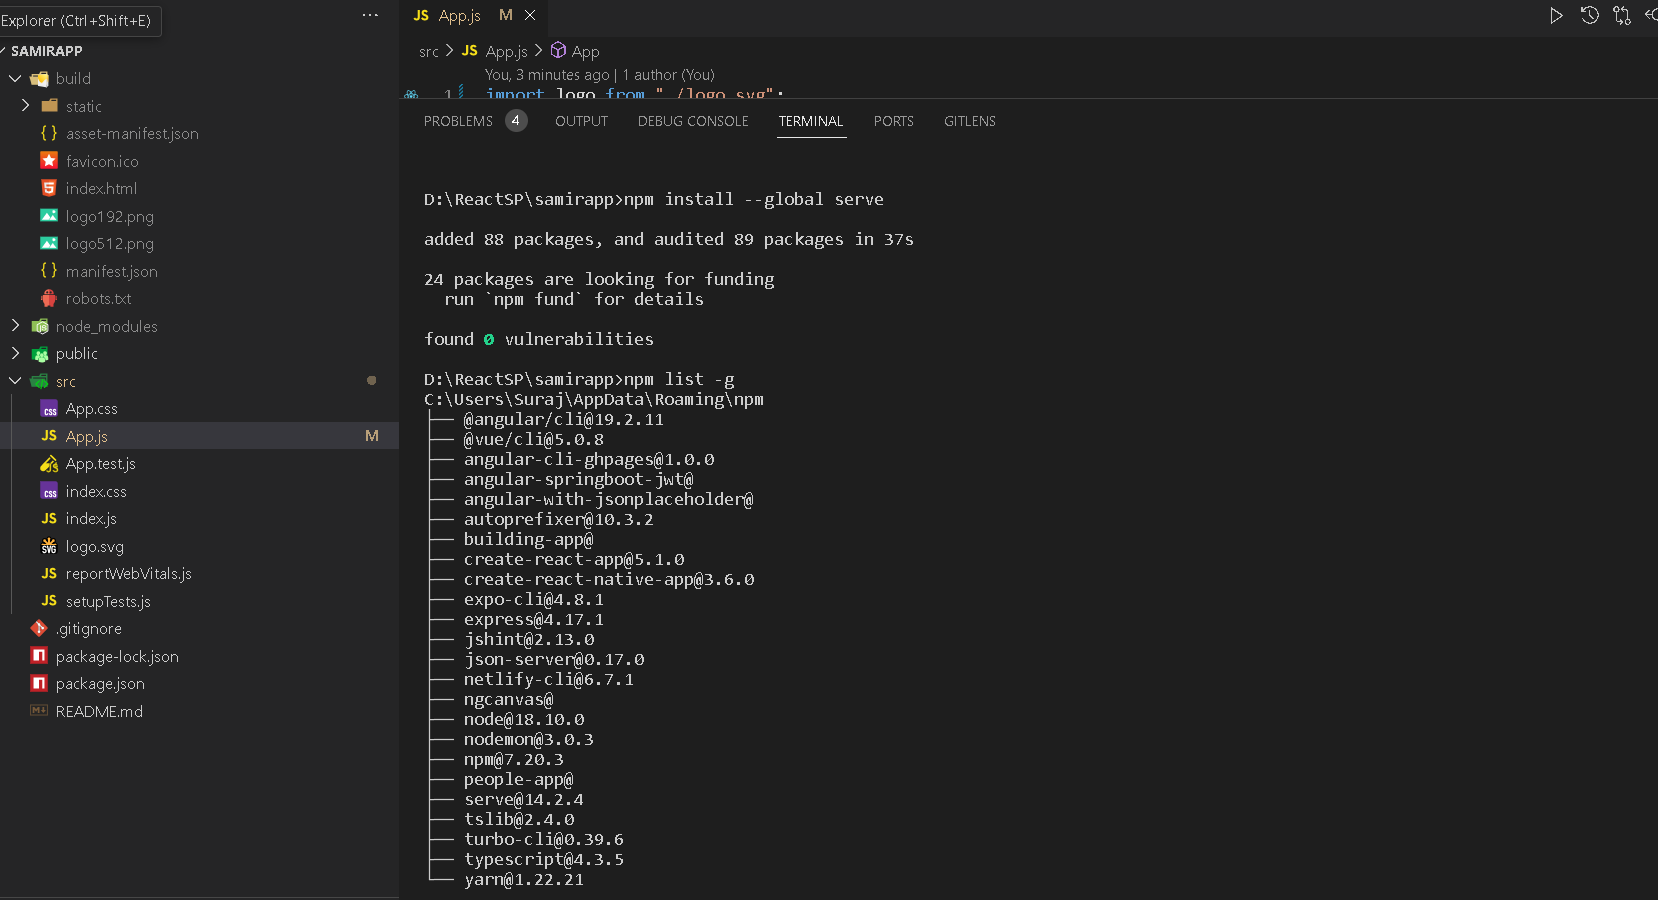 Explorer (Ctrl+Shift+E)
SAMIRAPP
build
static
asset-manifest.json
favicon.ico
index.html
logo192.png
logo512.png
manifest.json
robots.txt
node_modules
public
src
App.css
App.js M
App.test.js
index.css
index.js
logo.svg
reportWebVitals.js
setupTests.js
.gitignore
package-lock.json
package.json
README.md
JS App.js M
src > JS App.js > App
You, 3 minutes ago | 1 author (You)
1 import logo from "./logo.svg";
PROBLEMS 4 OUTPUT DEBUG CONSOLE TERMINAL PORTS GITLENS
D:\ReactSP\samirapp>npm install --global serve
added 88 packages, and audited 89 packages in 37s
24 packages are looking for funding
run `npm fund` for details
found 0 vulnerabilities
D:\ReactSP\samirapp>npm list -g
C:\Users\Suraj\AppData\Roaming\npm
├── @angular/cli@19.2.11
├── @vue/cli@5.0.8
├── angular-cli-ghpages@1.0.0
├── angular-springboot-jwt@
├── angular-with-jsonplaceholder@
├── autoprefixer@10.3.2
├── building-app@
├── create-react-app@5.1.0
├── create-react-native-app@3.6.0
├── expo-cli@4.8.1
├── express@4.17.1
├── jshint@2.13.0
├── json-server@0.17.0
├── netlify-cli@6.7.1
├── ngcanvas@
├── node@18.10.0
├── nodemon@3.0.3
├── npm@7.20.3
├── people-app@
├── serve@14.2.4
├── tslib@2.4.0
├── turbo-cli@0.39.6
├── typescript@4.3.5
└── yarn@1.22.21